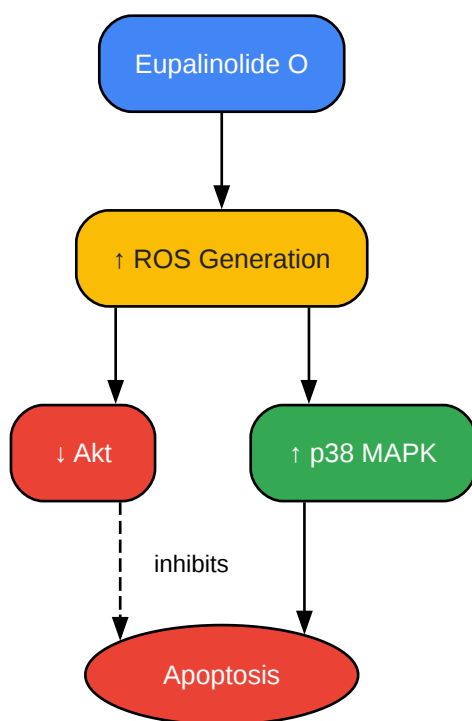 Eupalinolide O
↑ ROS Generation
↓ Akt
↑ p38 MAPK
inhibits
Apoptosis